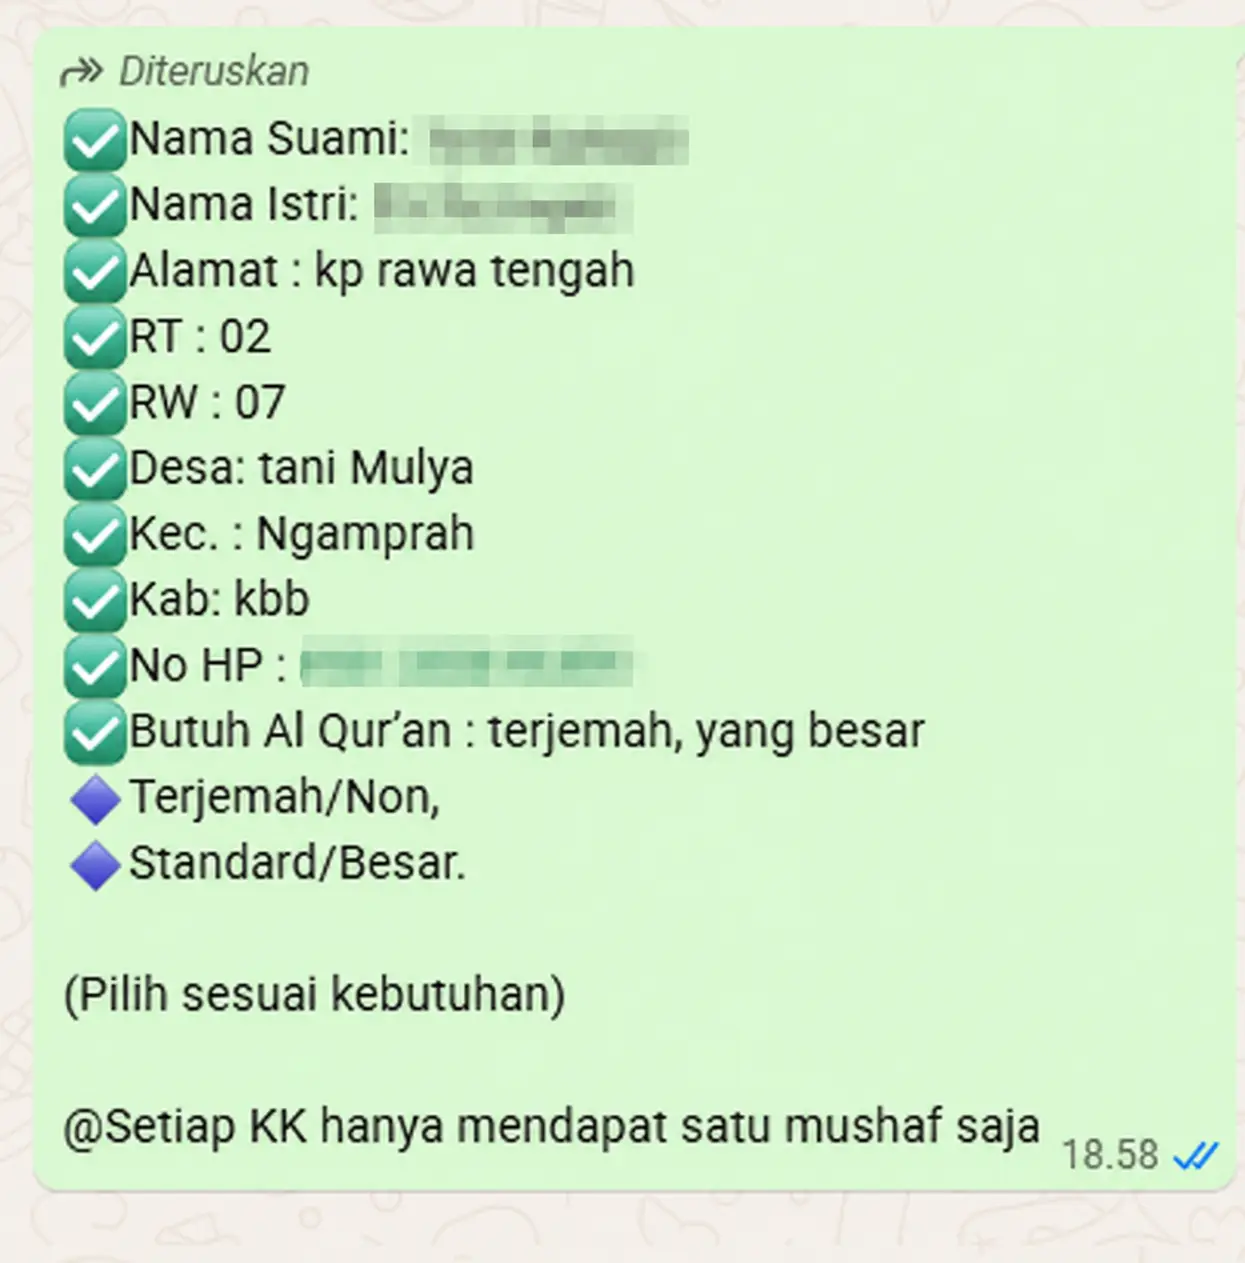 Diteruskan
✅Nama Suami:
✅Nama Istri:
✅Alamat : kp rawa tengah
✅RT : 02
✅RW : 07
✅Desa: tani Mulya
✅Kec. : Ngamprah
✅Kab: kbb
✅No HP :
✅Butuh Al Qur’an : terjemah, yang besar
🔷Terjemah/Non,
🔷Standard/Besar.
(Pilih sesuai kebutuhan)
@Setiap KK hanya mendapat satu mushaf saja
18.58